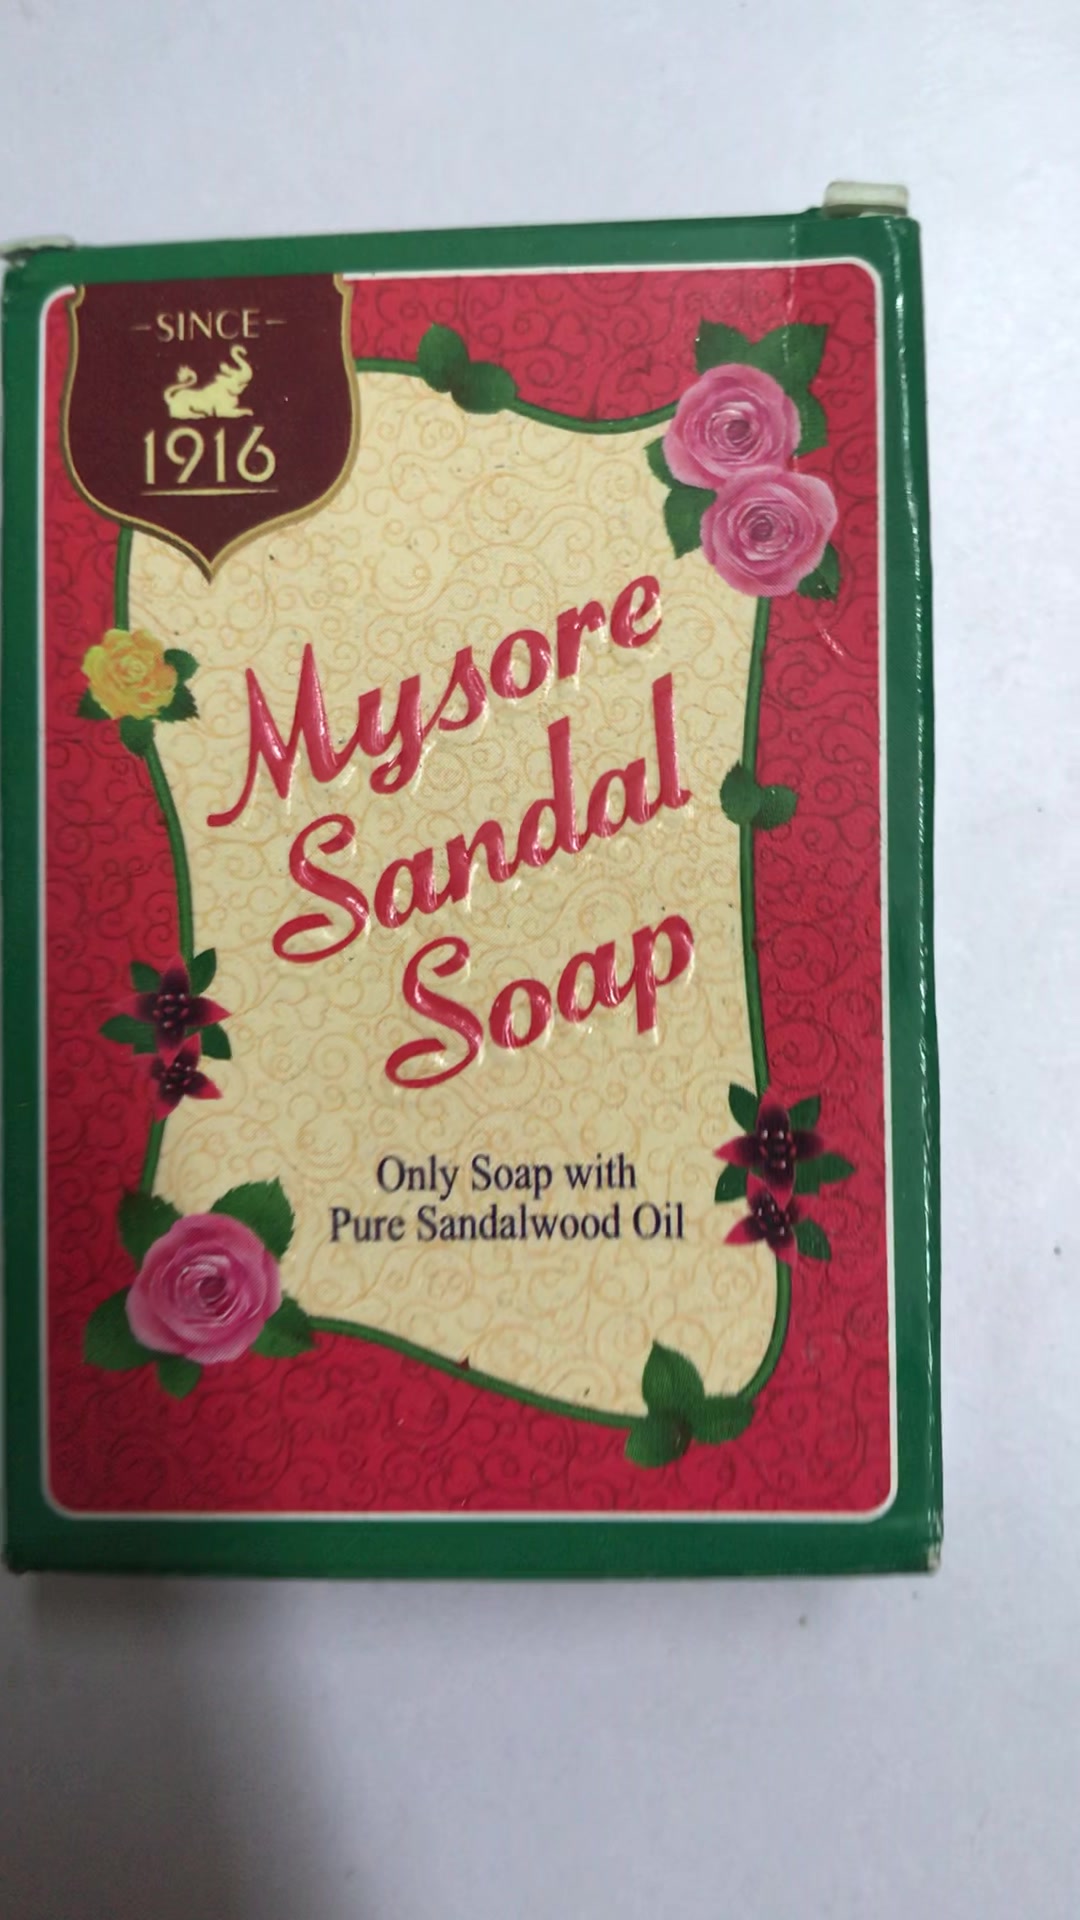 -SINCE-
1916
Mysore
Sandal
Soap
Only Soap with
Pure Sandalwood Oil